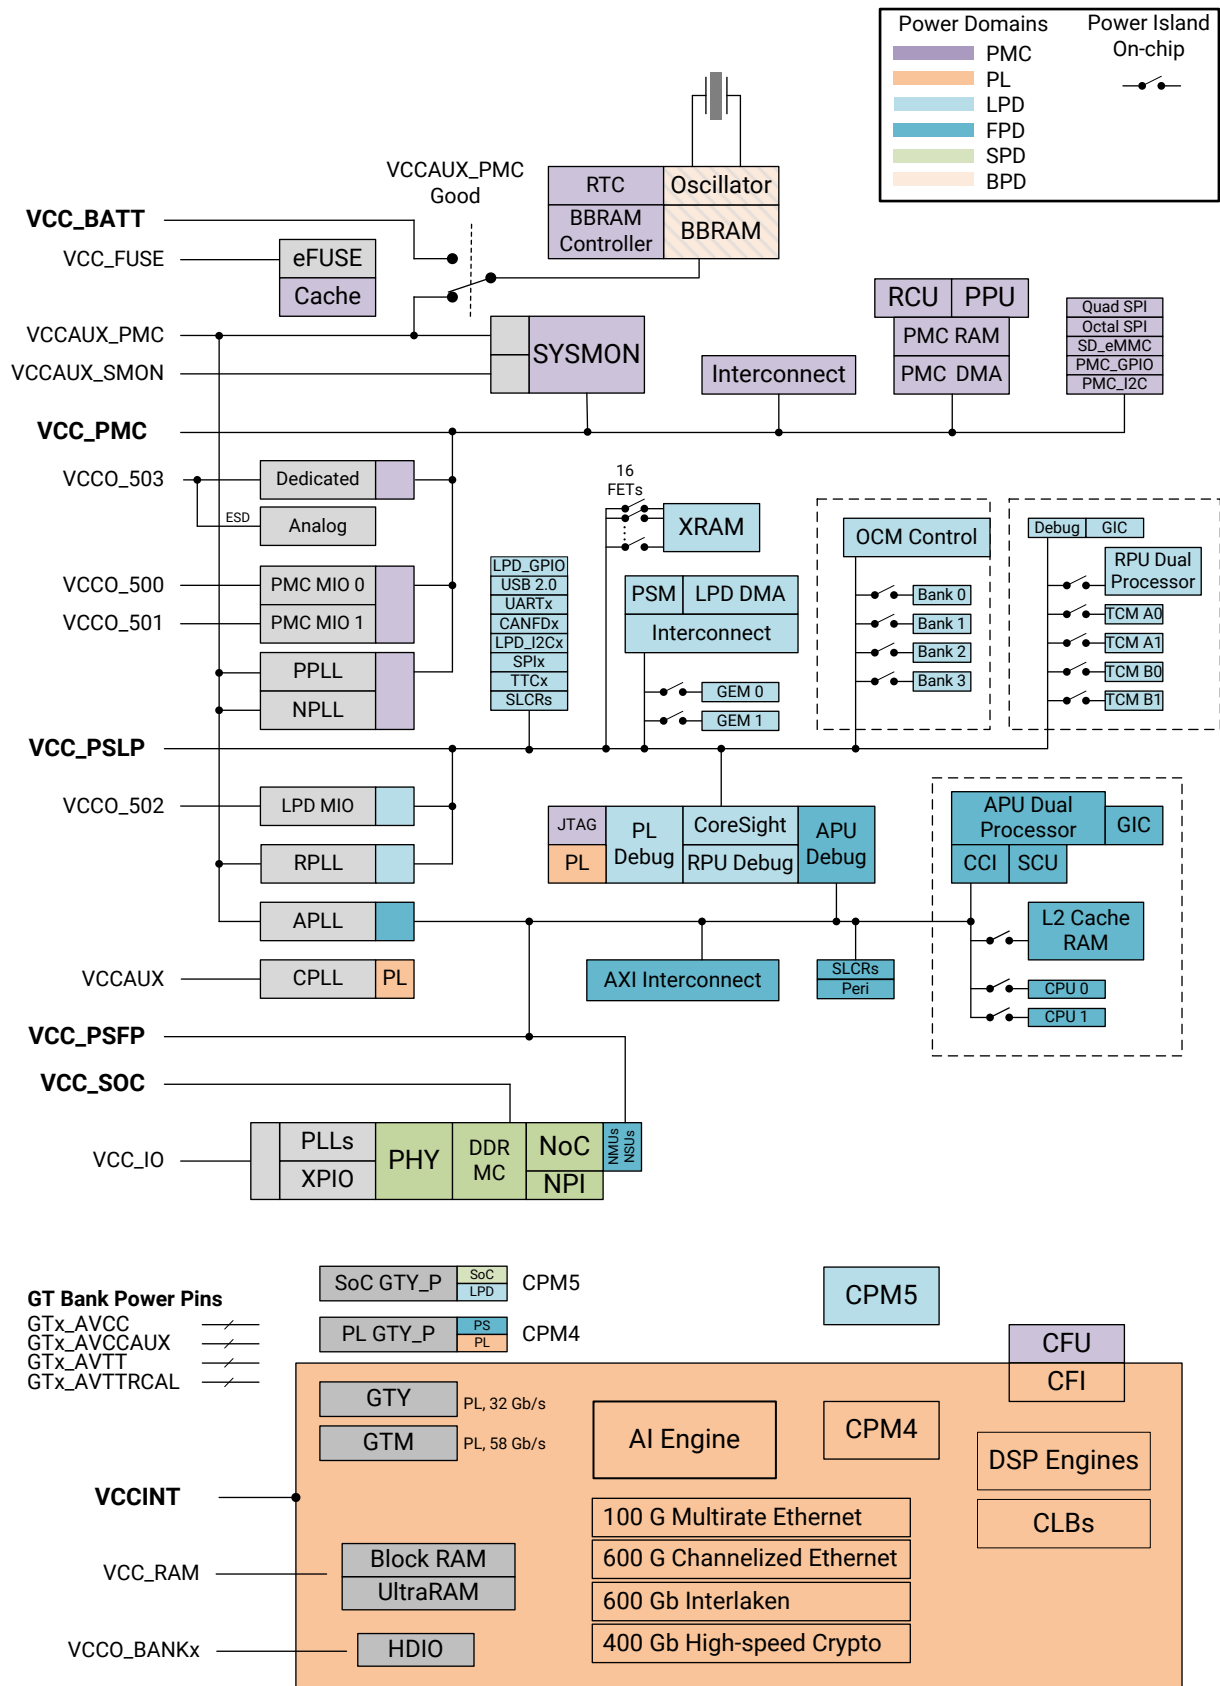 Power Domains
Power Island
On-chip
PMC
PL
LPD
FPD
SPD
BPD
VCCAUX_PMC
Good
RTC
Oscillator
BBRAM
Controller
BBRAM
VCC_BATT
VCC_FUSE
eFUSE
Cache
RCU
PPU
PMC RAM
PMC DMA
Quad SPI
Octal SPI
SD_eMMC
PMC_GPIO
PMC_I2C
VCCAUX_PMC
VCCAUX_SMON
SYSMON
Interconnect
VCC_PMC
VCCO_503
Dedicated
ESD
Analog
16
FETs
XRAM
OCM Control
Debug
GIC
RPU Dual
Processor
VCCO_500
PMC MIO 0
VCCO_501
PMC MIO 1
LPD_GPIO
USB 2.0
UARTx
CANFDx
LPD_I2Cx
SPIx
TTCx
SLCRs
PSM
LPD DMA
Interconnect
GEM 0
GEM 1
Bank 0
Bank 1
Bank 2
Bank 3
TCM A0
TCM A1
TCM B0
TCM B1
PPLL
NPLL
VCC_PSLP
VCCO_502
LPD MIO
RPLL
JTAG
PL
PL
Debug
CoreSight
RPU Debug
APU
Debug
APU Dual
Processor
GIC
CCI
SCU
L2 Cache
RAM
CPU 0
CPU 1
APLL
VCCAUX
CPLL
PL
AXI Interconnect
SLCRs
Peri
VCC_PSFP
VCC_SOC
VCC_IO
PLLs
XPIO
PHY
DDR
MC
NoC
NPI
NMUs
NSUs
SoC GTY_P
SoC
LPD
CPM5
CPM5
GT Bank Power Pins
GTx_AVCC
GTx_AVCCAUX
GTx_AVTT
GTx_AVTTRCAL
PL GTY_P
PS
PL
CPM4
CFU
CFI
GTY
PL, 32 Gb/s
GTM
PL, 58 Gb/s
AI Engine
CPM4
DSP Engines
CLBs
VCCINT
100 G Multirate Ethernet
600 G Channelized Ethernet
600 Gb Interlaken
400 Gb High-speed Crypto
VCC_RAM
Block RAM
UltraRAM
VCCO_BANKx
HDIO